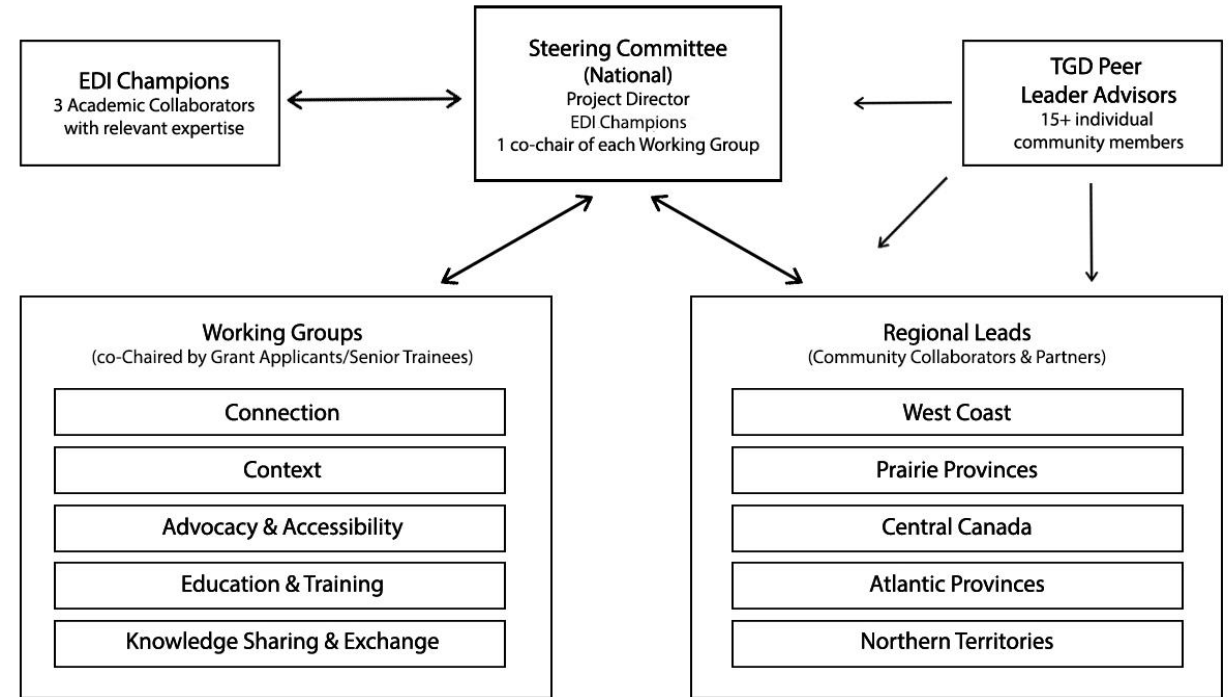 EDI Champions
3 Academic Collaborators
with relevant expertise
Steering Committee
(National)
Project Director
EDI Champions
1 co-chair of each Working Group
TGD Peer
Leader Advisors
15+ individual
community members
Working Groups
(co-Chaired by Grant Applicants/Senior Trainees)
Connection
Context
Advocacy & Accessibility
Education & Training
Knowledge Sharing & Exchange
Regional Leads
(Community Collaborators & Partners)
West Coast
Prairie Provinces
Central Canada
Atlantic Provinces
Northern Territories